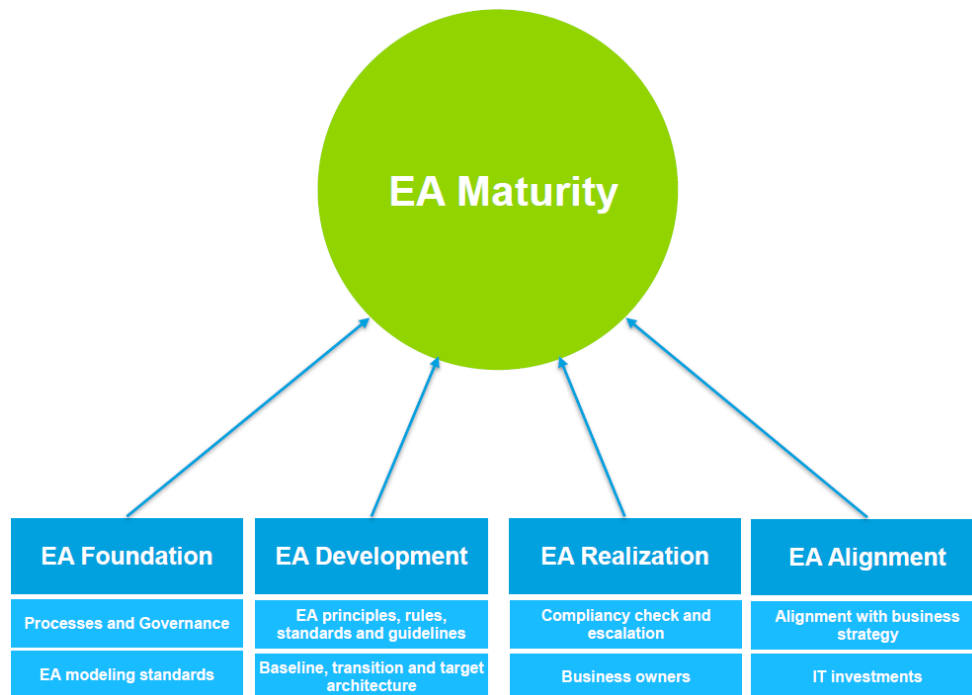 EA Maturity
EA Foundation
Processes and Governance
EA modeling standards
EA Development
EA principles, rules,
standards and guidelines
Baseline, transition and target
architecture
EA Realization
Compliancy check and
escalation
Business owners
EA Alignment
Alignment with business
strategy
IT investments